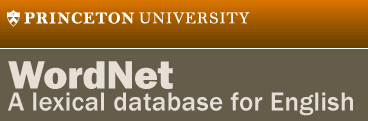 PRINCETON UNIVERSITY
WordNet
A lexical database for English